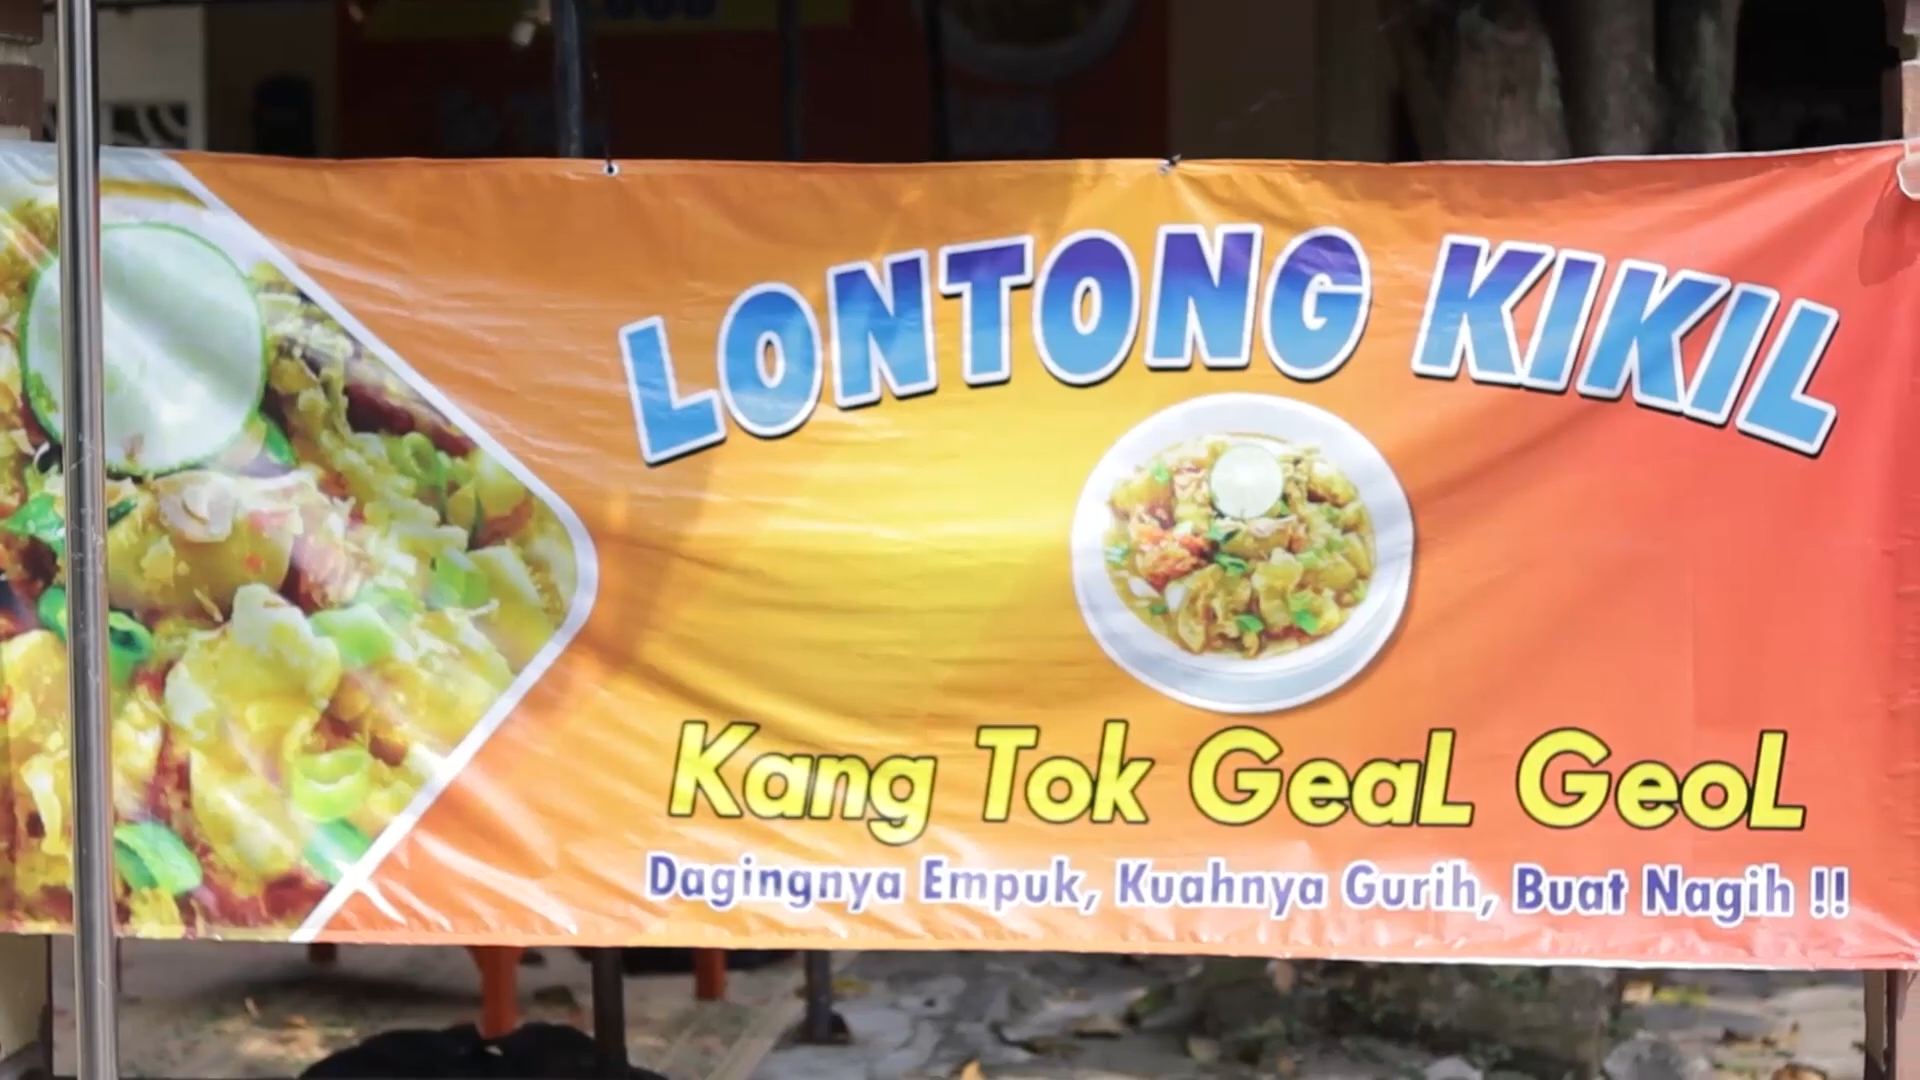 LONTONG KIKIL
Kang Tok GeaL GeoL
Dagingnya Empuk, Kuahnya Gurih, Buat Nagih !!